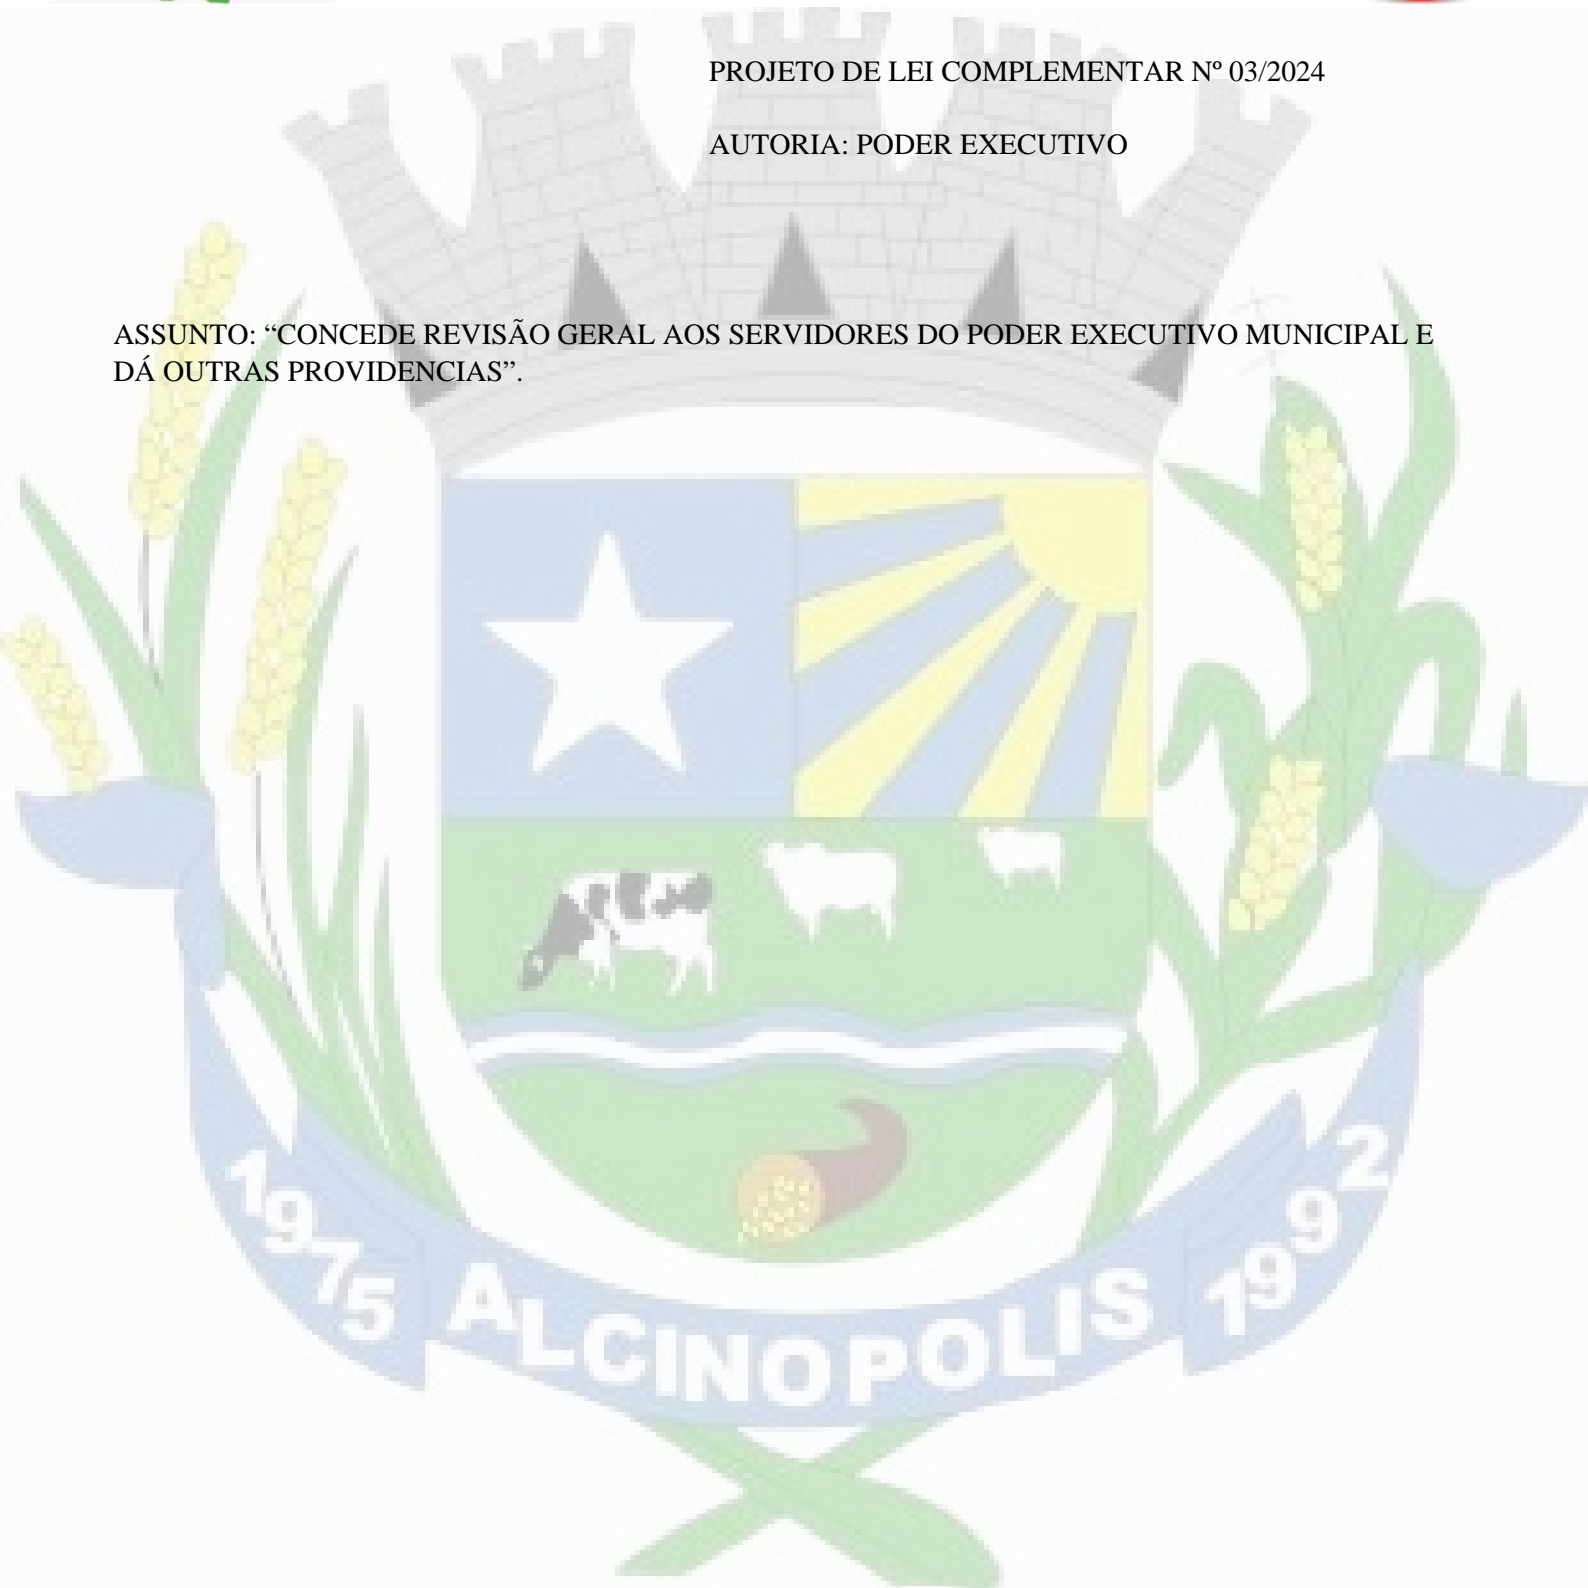 PROJETO DE LEI COMPLEMENTAR Nº 03/2024
AUTORIA: PODER EXECUTIVO
ASSUNTO: “CONCEDE REVISÃO GERAL AOS SERVIDORES DO PODER EXECUTIVO MUNICIPAL E
DÁ OUTRAS PROVIDENCIAS”.
1975 ALCINOPOLIS 1992